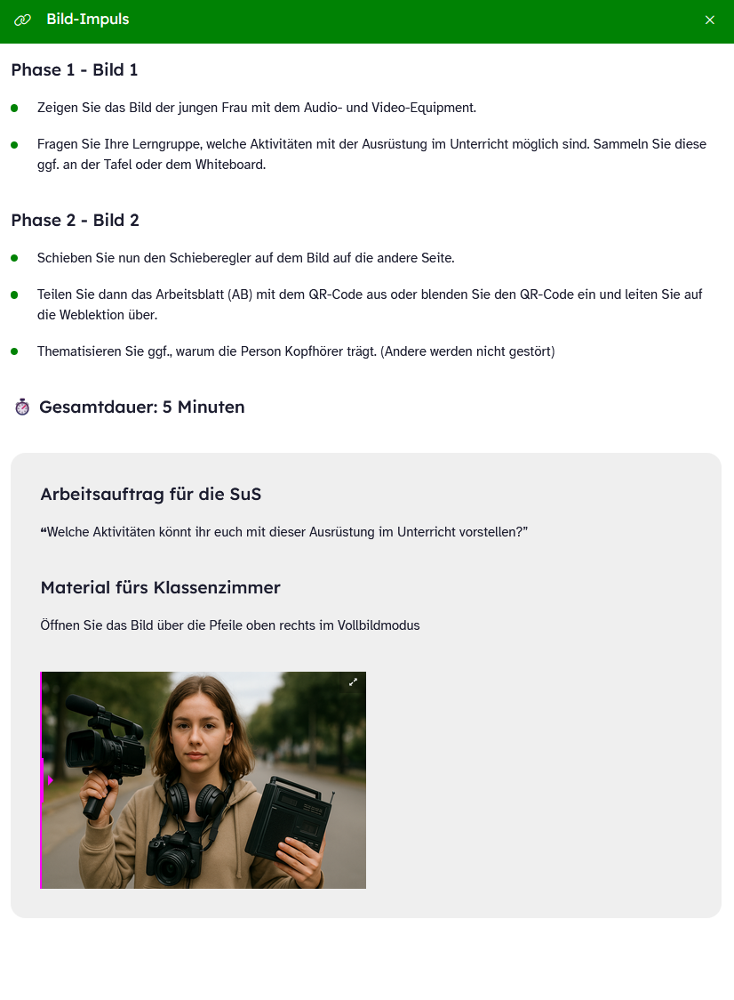 Bild-Impuls
Phase 1 - Bild 1
Zeigen Sie das Bild der jungen Frau mit dem Audio- und Video-Equipment.
Fragen Sie Ihre Lerngruppe, welche Aktivitäten mit der Ausrüstung im Unterricht möglich sind. Sammeln Sie diese
ggf. an der Tafel oder dem Whiteboard.
Phase 2 - Bild 2
Schieben Sie nun den Schieberegler auf dem Bild auf die andere Seite.
Teilen Sie dann das Arbeitsblatt (AB) mit dem QR-Code aus oder blenden Sie den QR-Code ein und leiten Sie auf
die Weblektion über.
Thematisieren Sie ggf., warum die Person Kopfhörer trägt. (Andere werden nicht gestört)
Gesamtdauer: 5 Minuten
Arbeitsauftrag für die SuS
“Welche Aktivitäten könnt ihr euch mit dieser Ausrüstung im Unterricht vorstellen?”
Material fürs Klassenzimmer
Öffnen Sie das Bild über die Pfeile oben rechts im Vollbildmodus